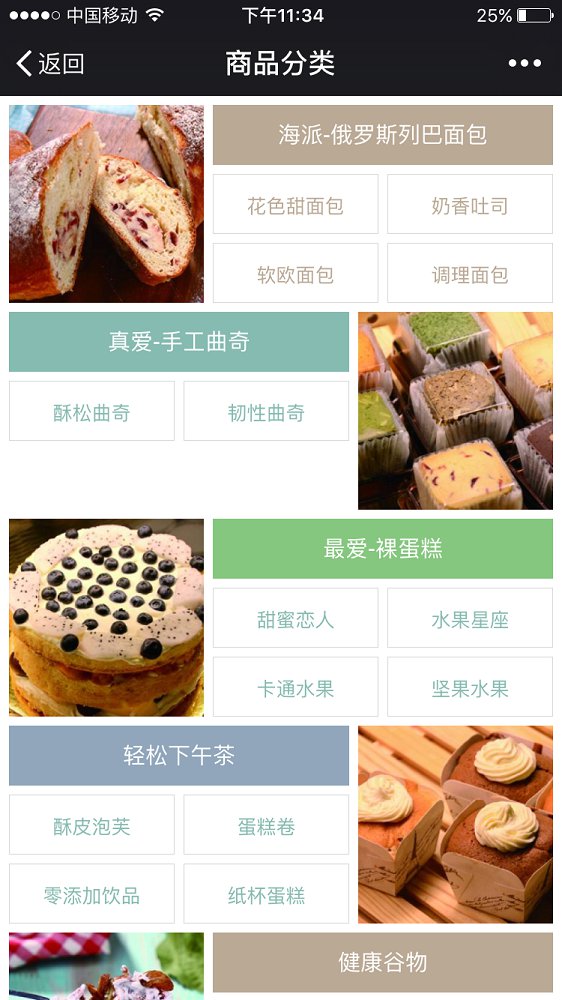 中国移动 下午11:34 25%
返回 商品分类
海派-俄罗斯列巴面包
花色甜面包 奶香吐司
软欧面包 调理面包
真爱-手工曲奇
酥松曲奇 韧性曲奇
最爱-裸蛋糕
甜蜜恋人 水果星座
卡通水果 坚果水果
轻松下午茶
酥皮泡芙 蛋糕卷
零添加饮品 纸杯蛋糕
健康谷物